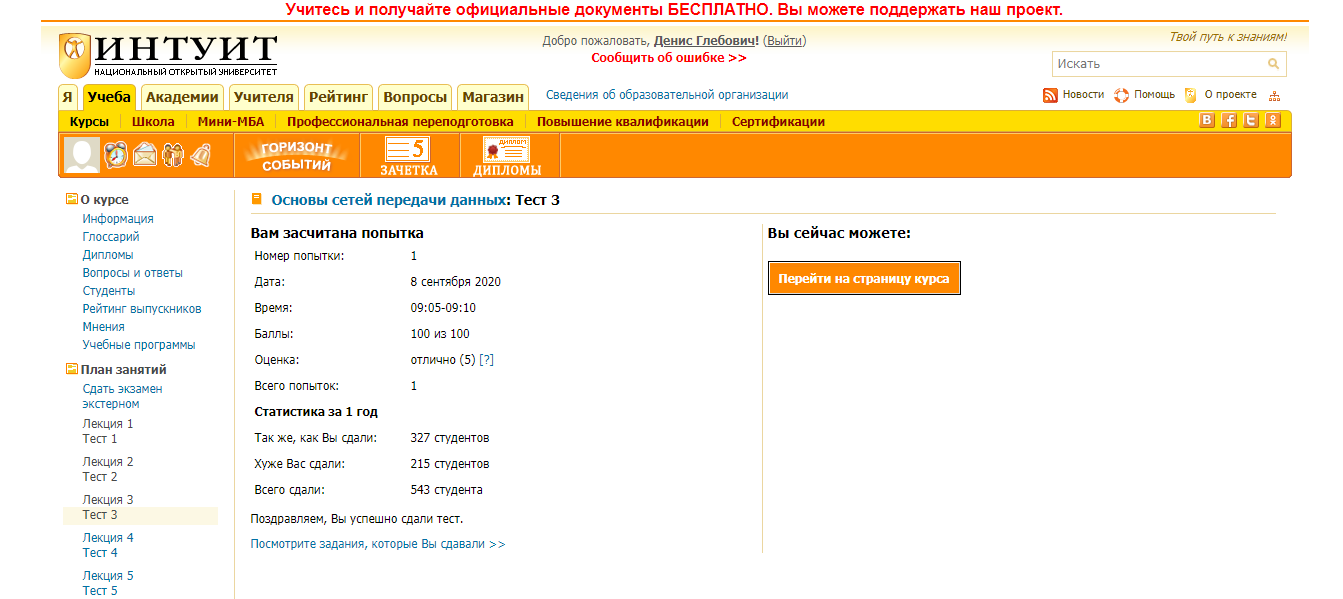 Учитесь и получайте официальные документы БЕСПЛАТНО. Вы можете поддержать наш проект.
ИНТУИТ
НАЦИОНАЛЬНЫЙ ОТКРЫТЫЙ УНИВЕРСИТЕТ
Добро пожаловать, Денис Глебович! (Выйти)
Сообщить об ошибке >>
Твой путь к знаниям!
Искать
Я Учеба Академии Учителя Рейтинг Вопросы Магазин
Сведения об образовательной организации
Новости Помощь О проекте
Курсы Школа Мини-МБА Профессиональная переподготовка Повышение квалификации Сертификации
ГОРИЗОНТ
СОБЫТИЙ
5
ЗАЧЕТКА
ДИПЛОМ
ДИПЛОМЫ
О курсе
Информация
Глоссарий
Дипломы
Вопросы и ответы
Студенты
Рейтинг выпускников
Мнения
Учебные программы
План занятий
Сдать экзамен
экстерном
Лекция 1
Тест 1
Лекция 2
Тест 2
Лекция 3
Тест 3
Лекция 4
Тест 4
Лекция 5
Тест 5
Основы сетей передачи данных: Тест 3
Вам засчитана попытка
Номер попытки: 1
Дата: 8 сентября 2020
Время: 09:05-09:10
Баллы: 100 из 100
Оценка: отлично (5) [?]
Всего попыток: 1
Статистика за 1 год
Так же, как Вы сдали: 327 студентов
Хуже Вас сдали: 215 студентов
Всего сдали: 543 студента
Поздравляем, Вы успешно сдали тест.
Посмотрите задания, которые Вы сдавали >>
Вы сейчас можете:
Перейти на страницу курса